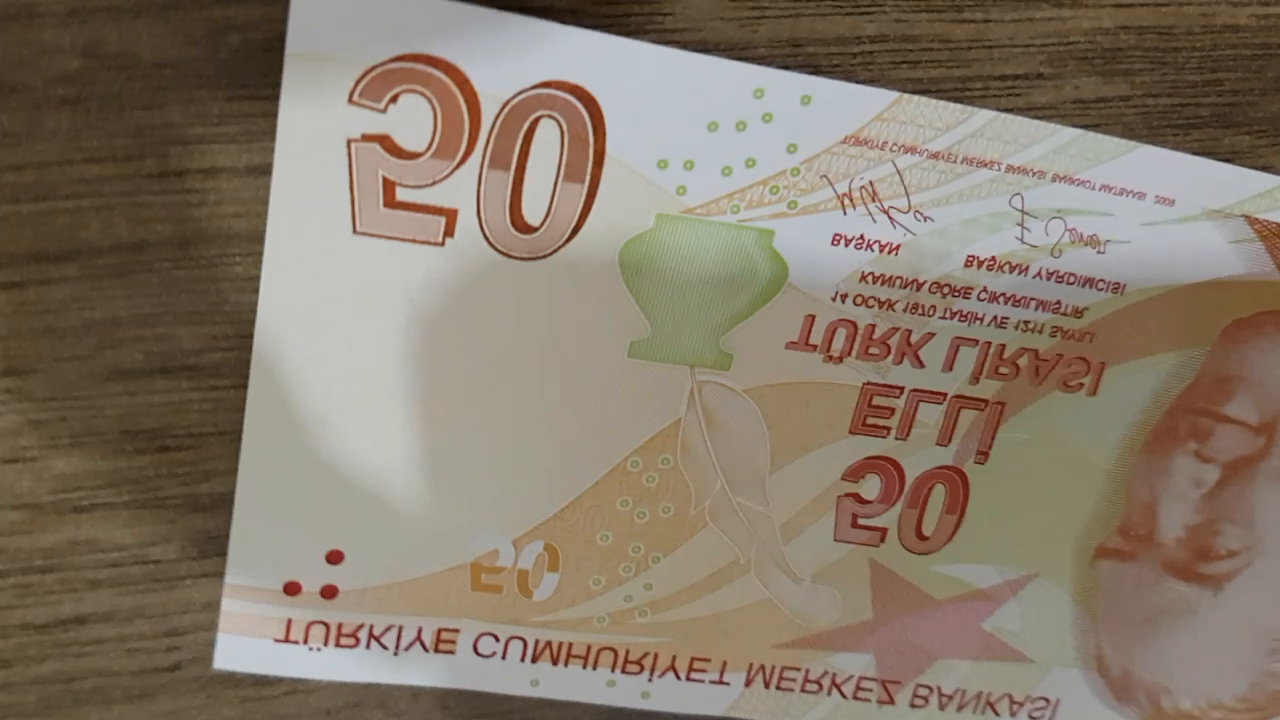 TÜRKİYE CUMHURİYET MERKEZ BANKASI
50
50
ELLİ
TÜRK LİRASI
14 OCAK 1970 TARİH VE 1211 SAYILI
KANUNA GÖRE ÇIKARILMIŞTIR.
BAŞKAN BAŞKAN YARDIMCISI
TÜRKİYE CUMHURİYET MERKEZ BANKASI BANKNOT MATBAASI 2009
50